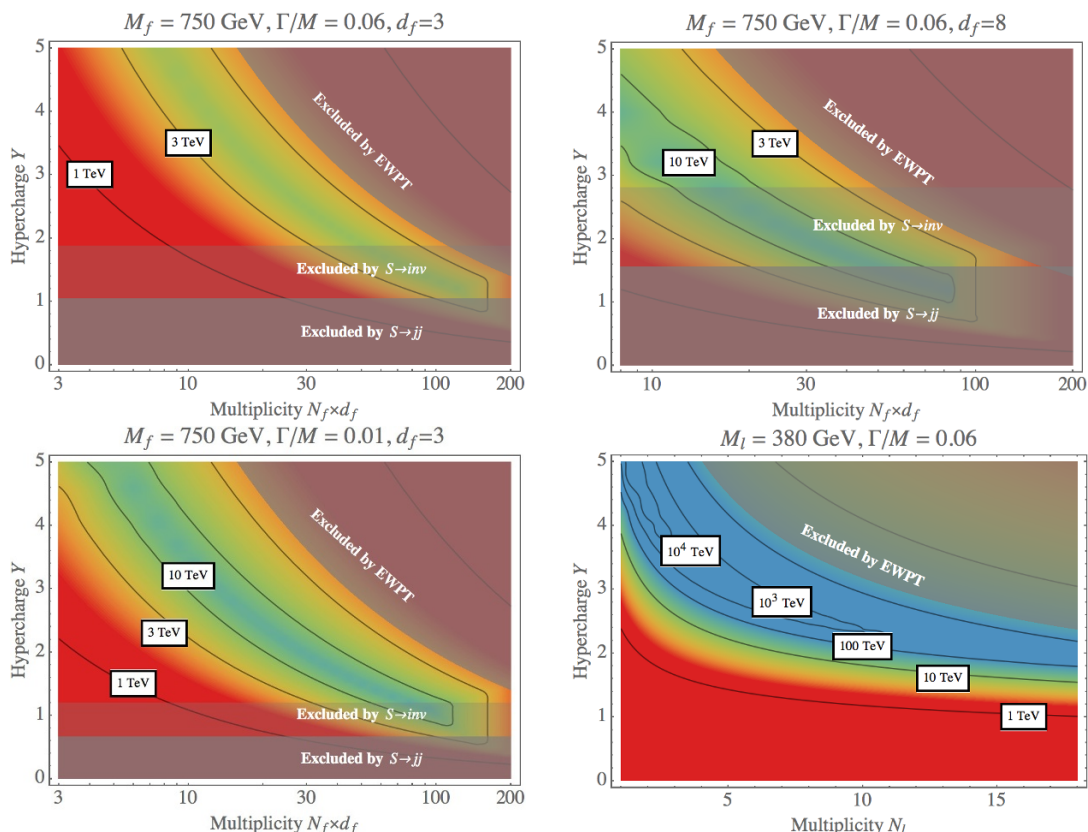 M_f = 750 GeV, Γ/M = 0.06, d_f=3
Hypercharge Y
5
4
3
2
1
0
1 TeV
3 TeV
Excluded by EWPT
Excluded by S→inv
Excluded by S→jj
3
10
30
100
200
Multiplicity N_f×d_f
M_f = 750 GeV, Γ/M = 0.06, d_f=8
Hypercharge Y
5
4
3
2
1
0
10 TeV
3 TeV
Excluded by EWPT
Excluded by S→inv
Excluded by S→jj
10
30
100
200
Multiplicity N_f×d_f
M_f = 750 GeV, Γ/M = 0.01, d_f=3
Hypercharge Y
5
4
3
2
1
0
10 TeV
3 TeV
1 TeV
Excluded by EWPT
Excluded by S→inv
Excluded by S→jj
3
10
30
100
200
Multiplicity N_f×d_f
M_l = 380 GeV, Γ/M = 0.06
Hypercharge Y
5
4
3
2
1
0
Excluded by EWPT
10⁴ TeV
10³ TeV
100 TeV
10 TeV
1 TeV
5
10
15
Multiplicity N_l